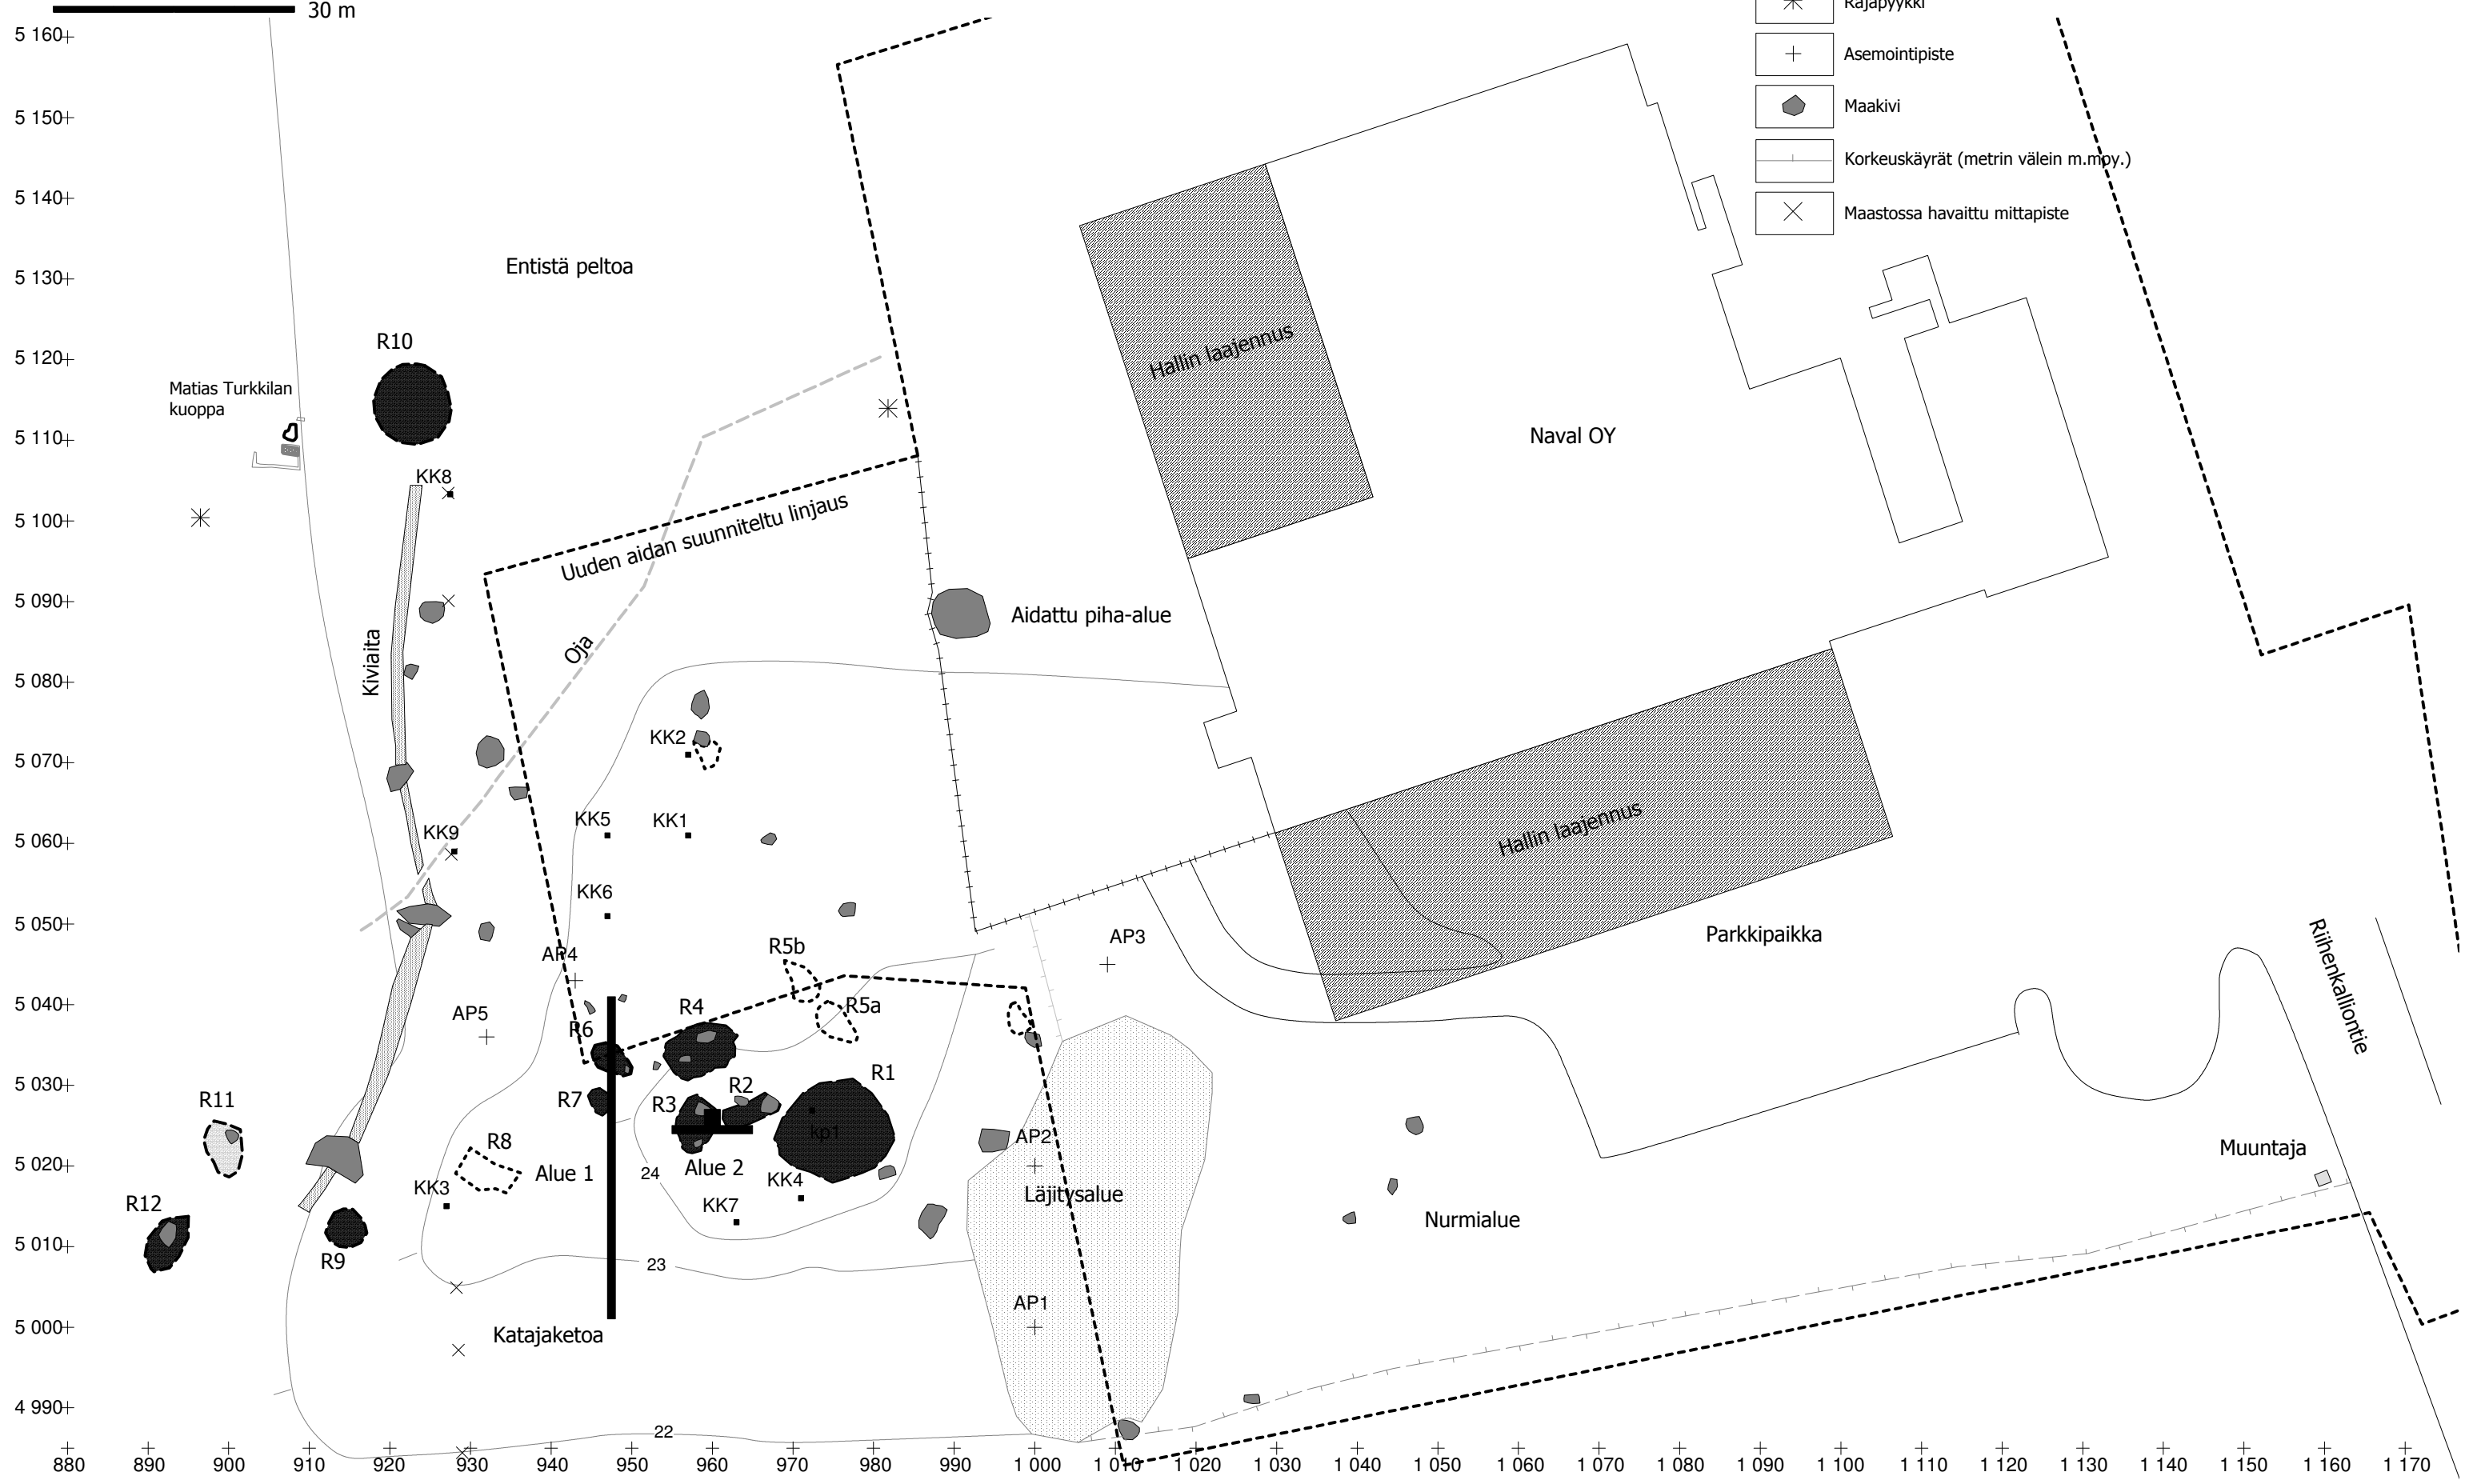 30 m
Rajapyykki
Asemointipiste
Maakivi
Korkeuskäyrät (metrin välein m.mpy.)
Maastossa havaittu mittapiste
5 160
5 150
5 140
5 130
5 120
5 110
5 100
5 090
5 080
5 070
5 060
5 050
5 040
5 030
5 020
5 010
5 000
4 990
Entistä peltoa
R10
Matias Turkkilan
kuoppa
KK8
Hallin laajennus
Naval OY
Uuden aidan suunniteltu linjaus
Aidattu piha-alue
Kiviaita
Oja
KK2
KK5
KK1
KK9
Hallin laajennus
KK6
AP4
R5b
AP3
Parkkipaikka
Riihenkalliontie
AP5
R6
R4
R5a
R11
R7
R3
R2
R1
kp1
AP2
Muuntaja
R8
Alue 1
24
Alue 2
KK4
KK3
KK7
Läjitysalue
Nurmialue
R12
R9
23
AP1
Katajaketoa
22
880
890
900
910
920
930
940
950
960
970
980
990
1 000
1 010
1 020
1 030
1 040
1 050
1 060
1 070
1 080
1 090
1 100
1 110
1 120
1 130
1 140
1 150
1 160
1 170